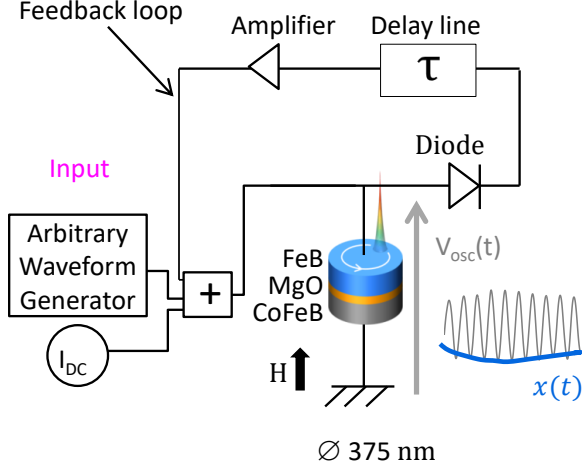 Feedback loop
Amplifier
Delay line
τ
Diode
Input
Arbitrary
Waveform
Generator
+
I_DC
FeB
MgO
CoFeB
H
V_osc(t)
x(t)
∅ 375 nm